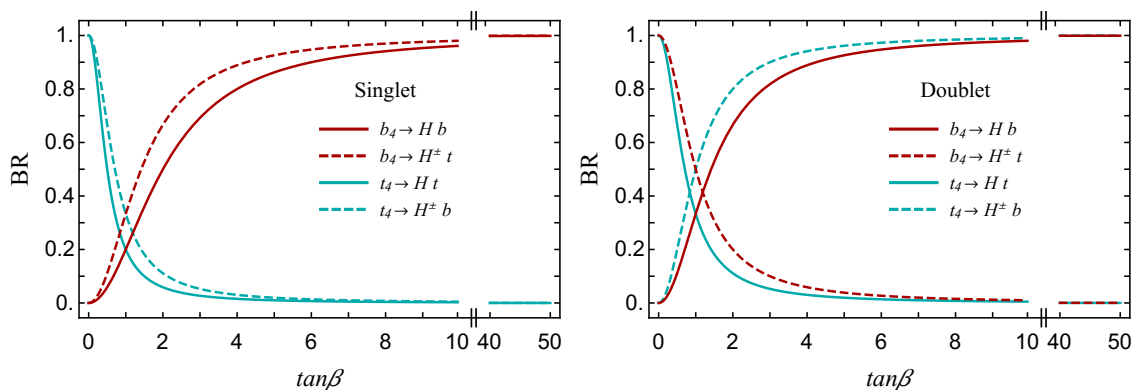 1.
0.8
0.6
0.4
0.2
0.
BR
Singlet
b₄ → H b
b₄ → H± t
t₄ → H t
t₄ → H± b
0 2 4 6 8 10 40 50
tanβ
1.
0.8
0.6
0.4
0.2
0.
BR
Doublet
b₄ → H b
b₄ → H± t
t₄ → H t
t₄ → H± b
0 2 4 6 8 10 40 50
tanβ